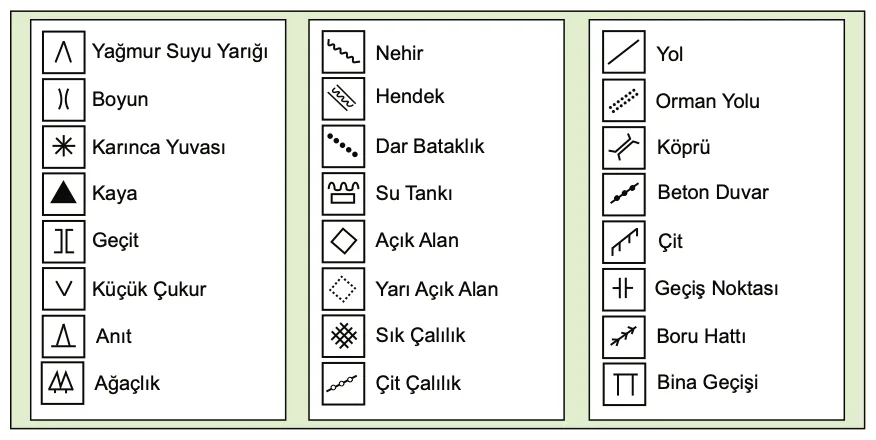 Yağmur Suyu Yarığı
Boyun
Karınca Yuvası
Kaya
Geçit
Küçük Çukur
Anıt
Ağaçlık
Nehir
Hendek
Dar Bataklık
Su Tankı
Açık Alan
Yarı Açık Alan
Sık Çalılık
Çit Çalılık
Yol
Orman Yolu
Köprü
Beton Duvar
Çit
Geçiş Noktası
Boru Hattı
Bina Geçişi